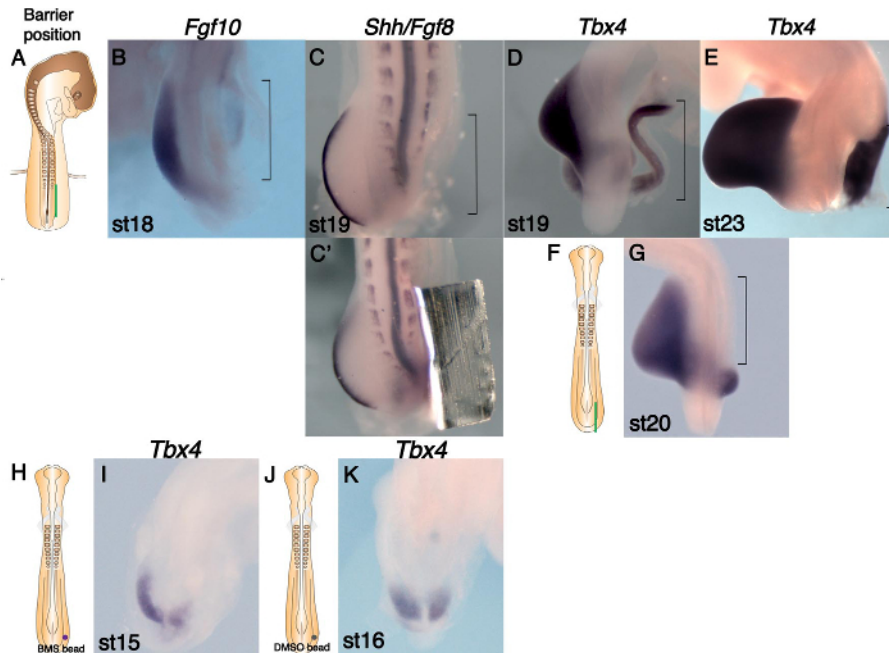 Barrier
position
Fgf10
Shh/Fgf8
Tbx4
Tbx4
A
B
C
D
E
st18
st19
st19
st23
C'
F
G
st20
Tbx4
Tbx4
H
I
J
K
BMS bead
st15
DMSO bead
st16